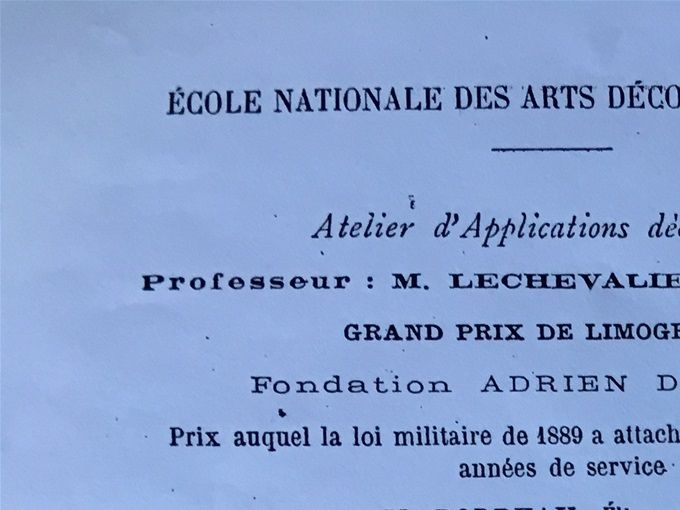 ÉCOLE NATIONALE DES ARTS DÉCO
Atelier d'Applications dé
Professeur : M. LECHEVALIE
GRAND PRIX DE LIMOGE
Fondation ADRIEN D
Prix auquel la loi militaire de 1889 a attach
années de service